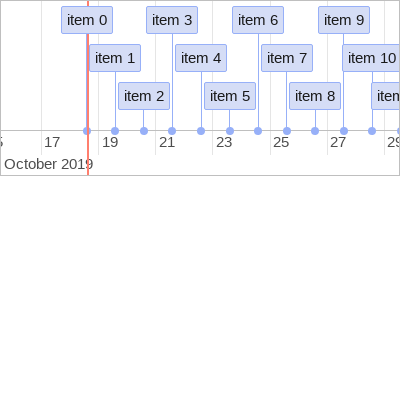 item 0 item 3 item 6 item 9
item 1 item 4 item 7 item 10
item 2 item 5 item 8
17 19 21 23 25 27 29
October 2019